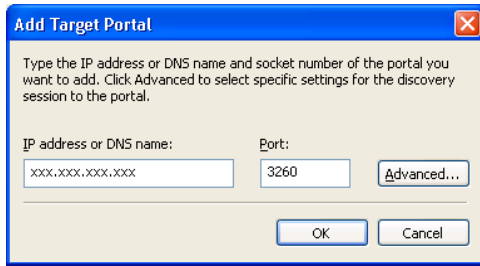 Add Target Portal
Type the IP address or DNS name and socket number of the portal you
want to add. Click Advanced to select specific settings for the discovery
session to the portal.
IP address or DNS name: Port:
xxx.xxx.xxx.xxx 3260 Advanced...
OK Cancel